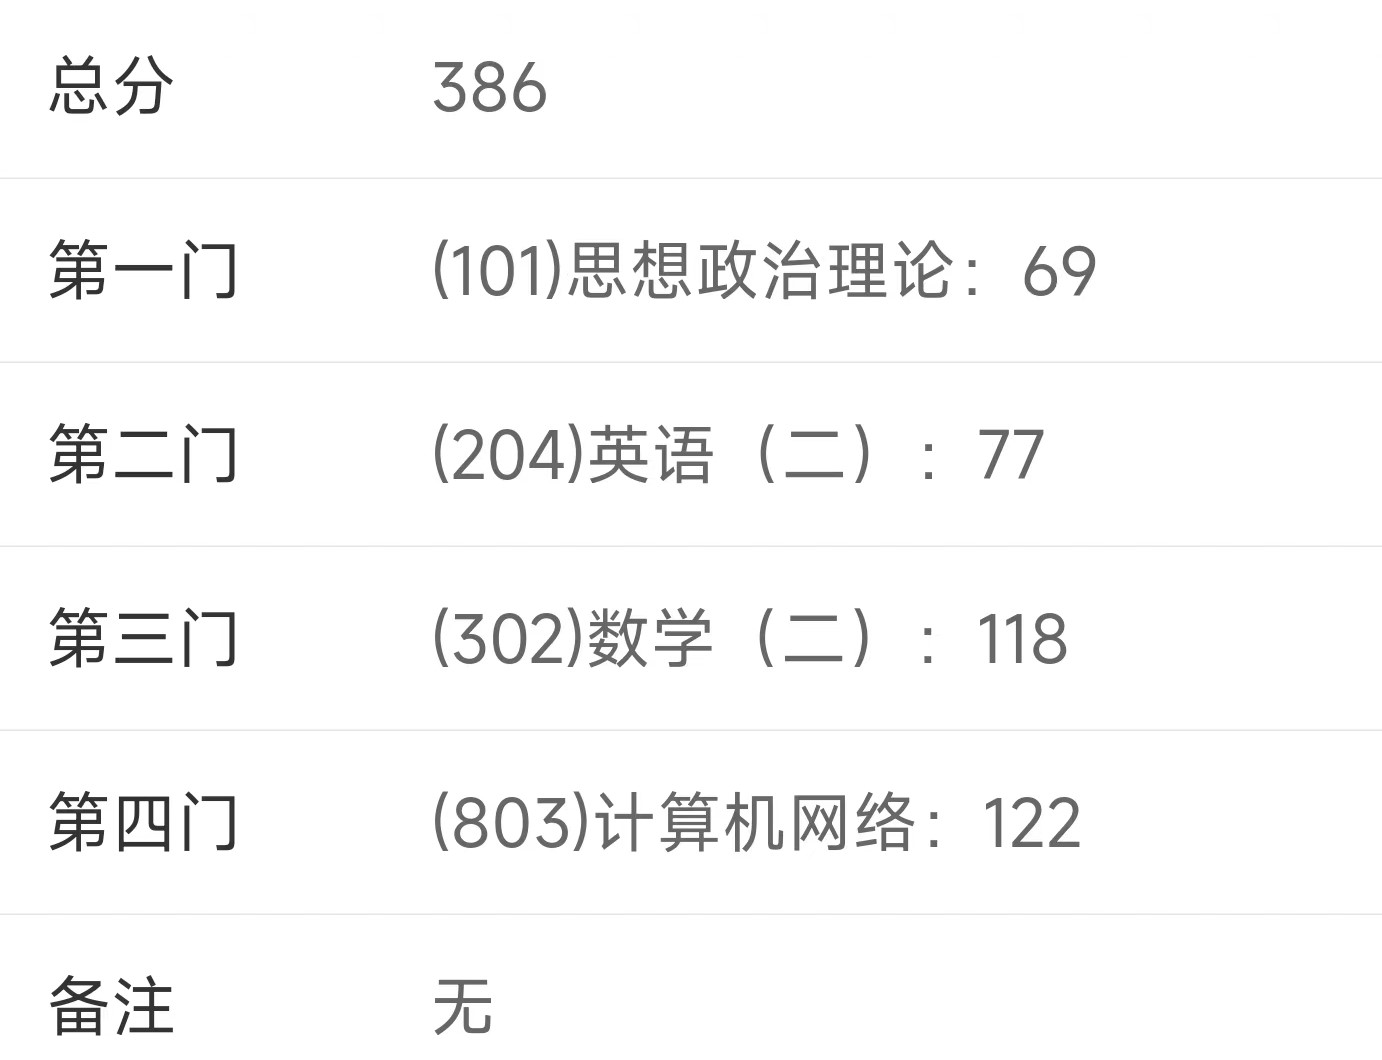 总分 386
第一门 (101)思想政治理论：69
第二门 (204)英语（二）：77
第三门 (302)数学（二）：118
第四门 (803)计算机网络：122
备注 无